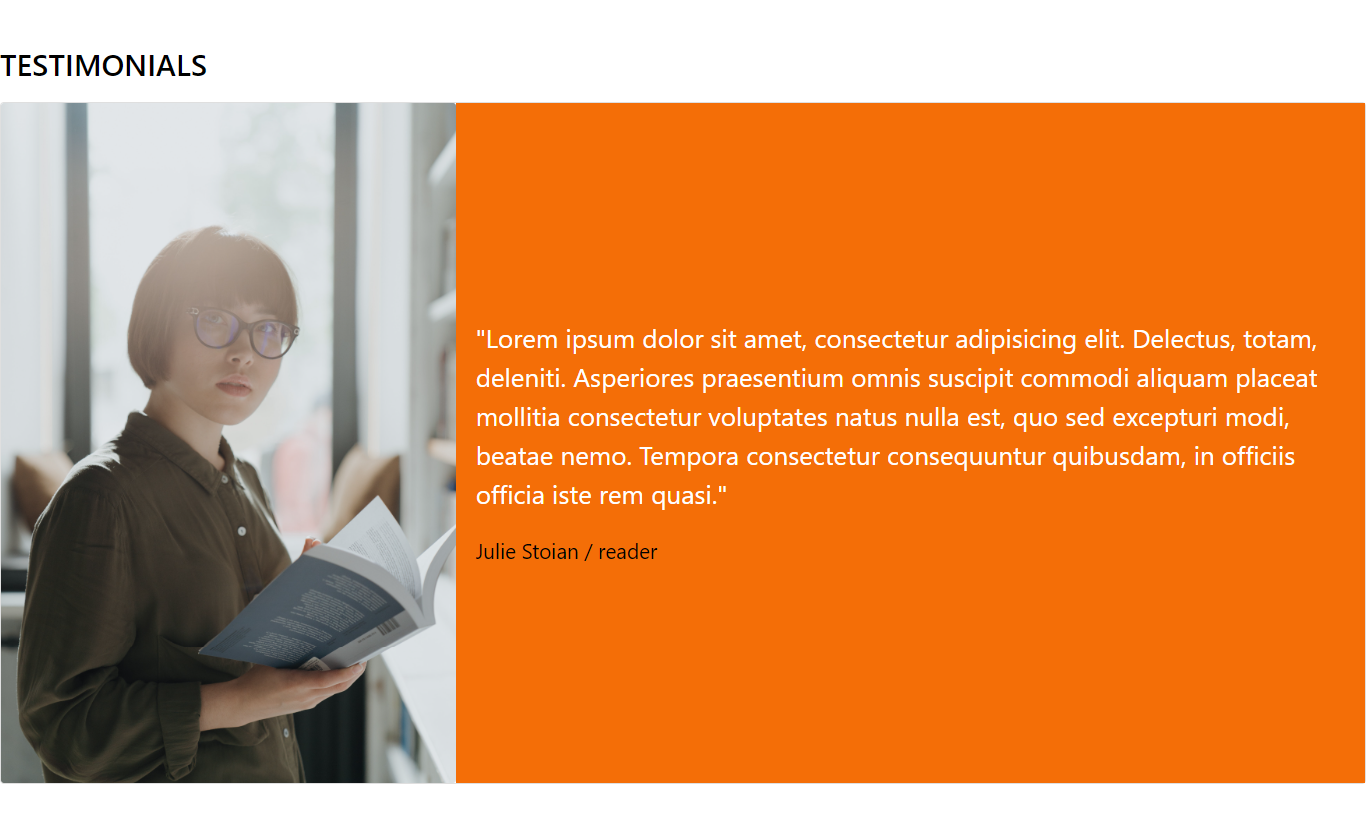 TESTIMONIALS
"Lorem ipsum dolor sit amet, consectetur adipisicing elit. Delectus, totam,
deleniti. Asperiores praesentium omnis suscipit commodi aliquam placeat
mollitia consectetur voluptates natus nulla est, quo sed excepturi modi,
beatae nemo. Tempora consectetur consequuntur quibusdam, in officiis
officia iste rem quasi."
Julie Stoian / reader